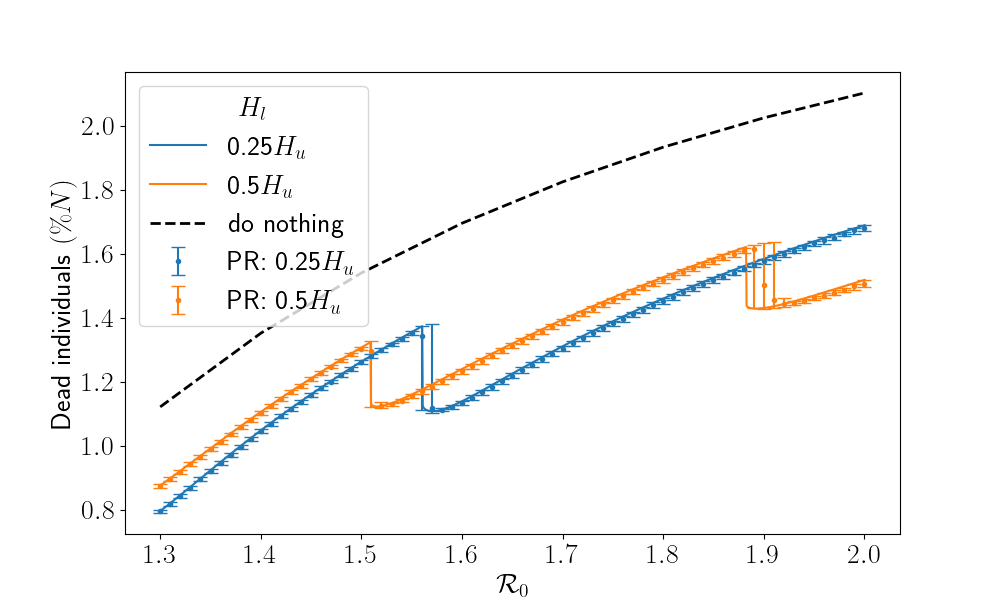 Dead individuals (%N)
2.0
1.8
1.6
1.4
1.2
1.0
0.8
H_l
0.25H_u
0.5H_u
do nothing
PR: 0.25H_u
PR: 0.5H_u
1.3 1.4 1.5 1.6 1.7 1.8 1.9 2.0
ℛ_0